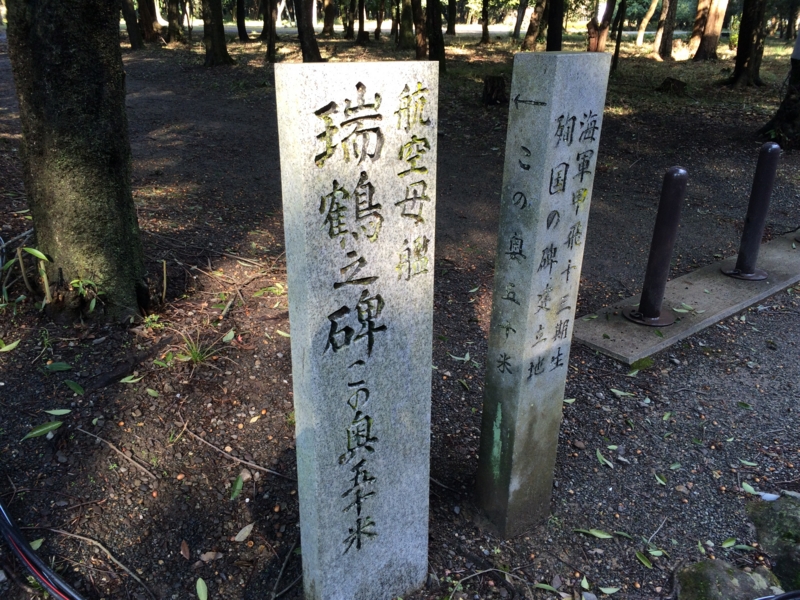 航空母艦
瑞鶴之碑この奥五十米
海軍甲飛十三期生
殉国の碑建立地
← この奥五十米